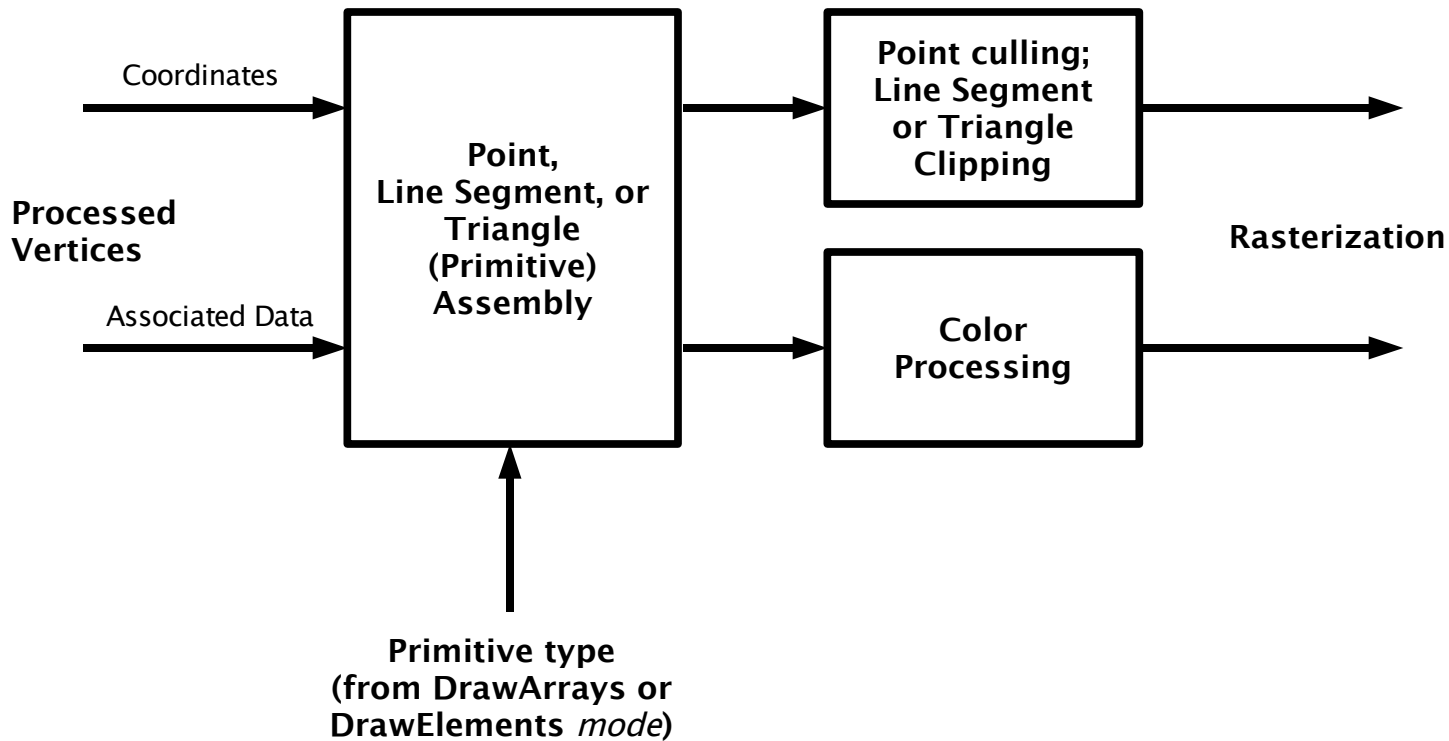 Coordinates
Processed
Vertices
Associated Data
Point,
Line Segment, or
Triangle
(Primitive)
Assembly
Point culling;
Line Segment
or Triangle
Clipping
Color
Processing
Rasterization
Primitive type
(from DrawArrays or
DrawElements mode)